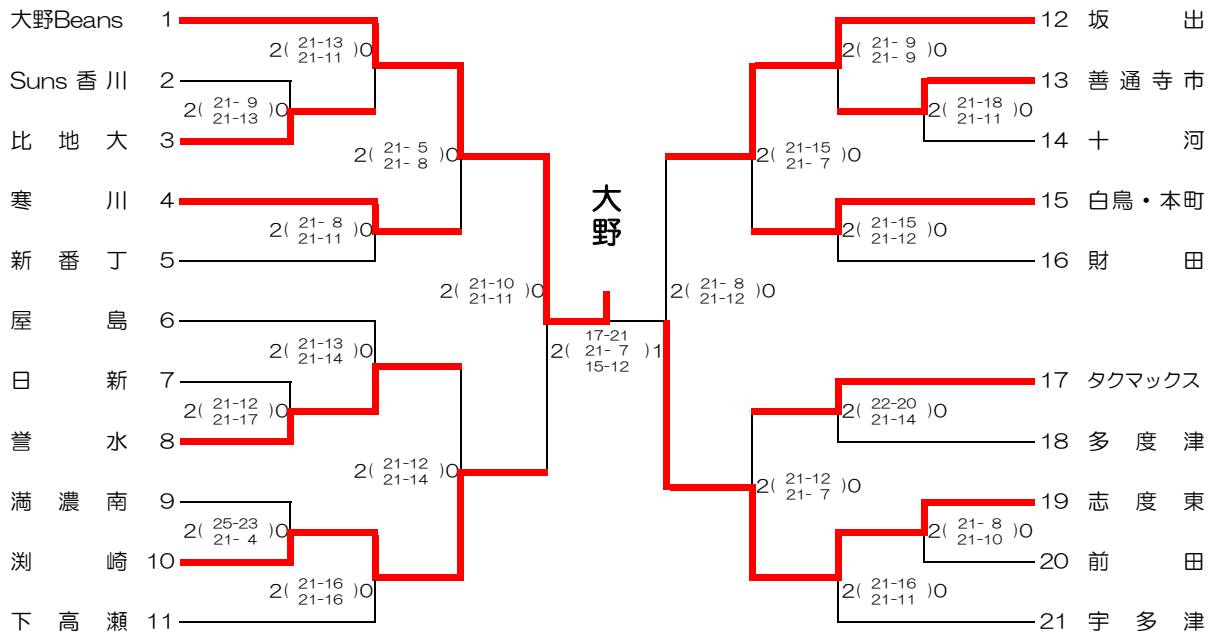 大野Beans 1
2( 21-13 21-11 )0
Suns 香川 2
2( 21- 9 21-13 )0
比地大 3
2( 21- 5 21- 8 )0
寒川 4
2( 21- 8 21-11 )0
新番丁 5
2( 21-10 21-11 )0
屋島 6
2( 21-13 21-14 )0
日新 7
2( 21-12 21-17 )0
誉水 8
2( 21-12 21-14 )0
満濃南 9
2( 25-23 21- 4 )0
渕崎 10
2( 21-16 21-16 )0
下高瀬 11
大野
2( 17-21 21- 7 15-12 )1
12 坂出
2( 21- 9 21- 9 )0
13 善通寺市
2( 21-18 21-11 )0
14 十河
2( 21-15 21- 7 )0
15 白鳥・本町
2( 21-15 21-12 )0
16 財田
2( 21- 8 21-12 )0
17 タクマックス
2( 22-20 21-14 )0
18 多度津
2( 21-12 21- 7 )0
19 志度東
2( 21- 8 21-10 )0
20 前田
2( 21-16 21-11 )0
21 宇多津